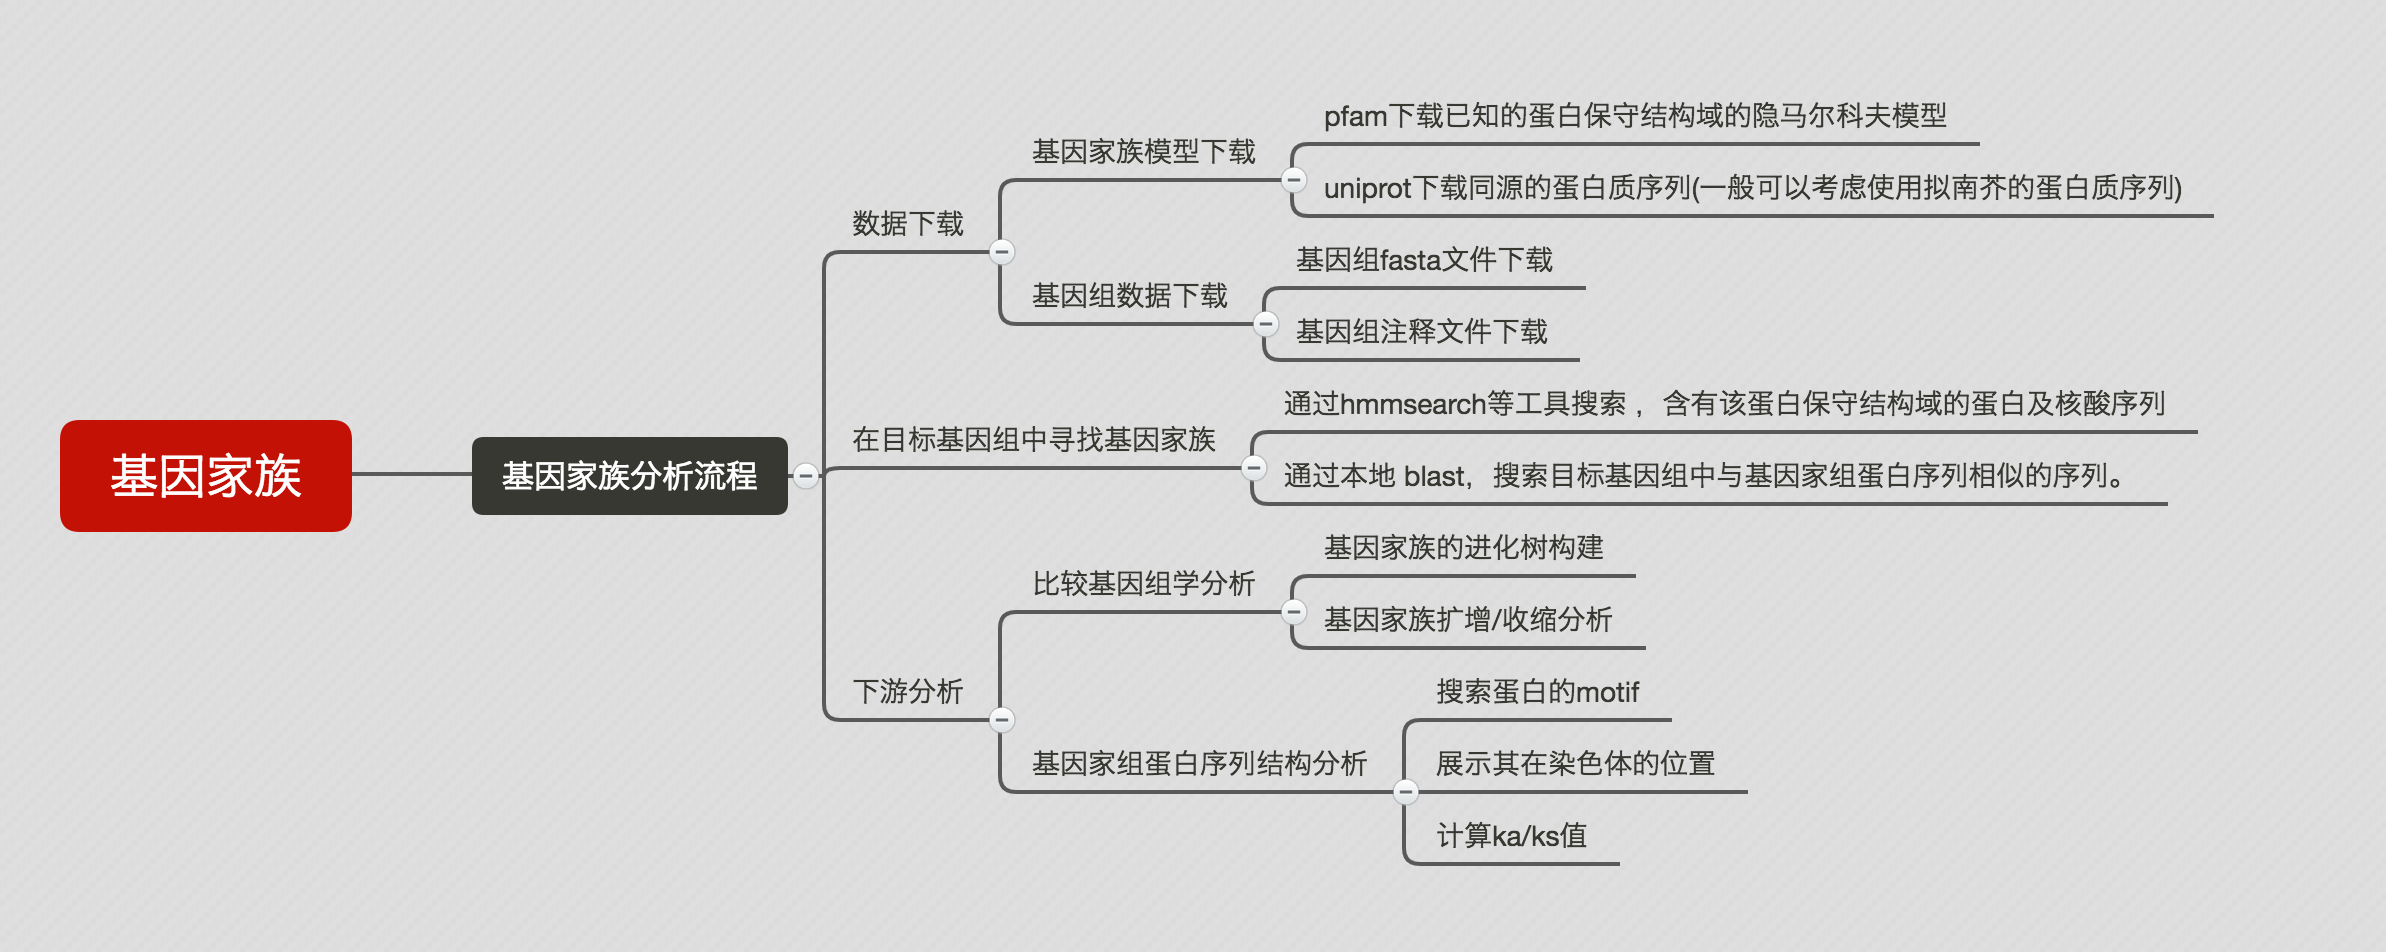 基因家族
基因家族分析流程
数据下载
基因家族模型下载
pfam下载已知的蛋白保守结构域的隐马尔科夫模型
uniprot下载同源的蛋白质序列(一般可以考虑使用拟南芥的蛋白质序列)
基因组数据下载
基因组fasta文件下载
基因组注释文件下载
在目标基因组中寻找基因家族
通过hmmsearch等工具搜索，含有该蛋白保守结构域的蛋白及核酸序列
通过本地 blast，搜索目标基因组中与基因家组蛋白序列相似的序列。
下游分析
比较基因组学分析
基因家族的进化树构建
基因家族扩增/收缩分析
基因家组蛋白序列结构分析
搜索蛋白的motif
展示其在染色体的位置
计算ka/ks值